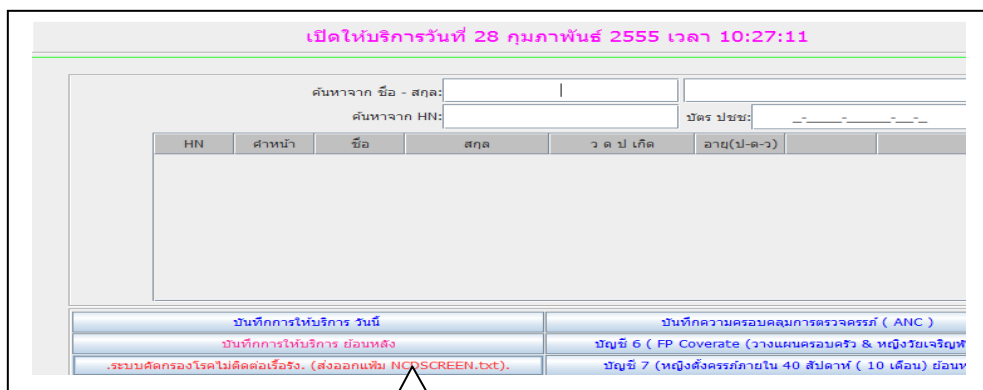 เปิดให้บริการวันที่ 28 กุมภาพันธ์ 2555 เวลา 10:27:11
ค้นหาจาก ชื่อ - สกุล:
ค้นหาจาก HN: บัตร ปชช: _-____-_____-__-_
HN คำหน้า ชื่อ สกุล ว ด ป เกิด อายุ(ป-ด-ว)
บันทึกการให้บริการ วันนี้ บันทึกความครอบคลุมการตรวจครรภ์ ( ANC )
บันทึกการให้บริการ ย้อนหลัง บัญชี 6 ( FP Coverate (วางแผนครอบครัว & หญิงวัยเจริญพั
.ระบบคัดกรองโรคไม่ติดต่อเรื้อรัง. (ส่งออกแฟ้ม NCDSCREEN.txt). บัญชี 7 (หญิงตั้งครรภ์ภายใน 40 สัปดาห์ ( 10 เดือน) ย้อนห